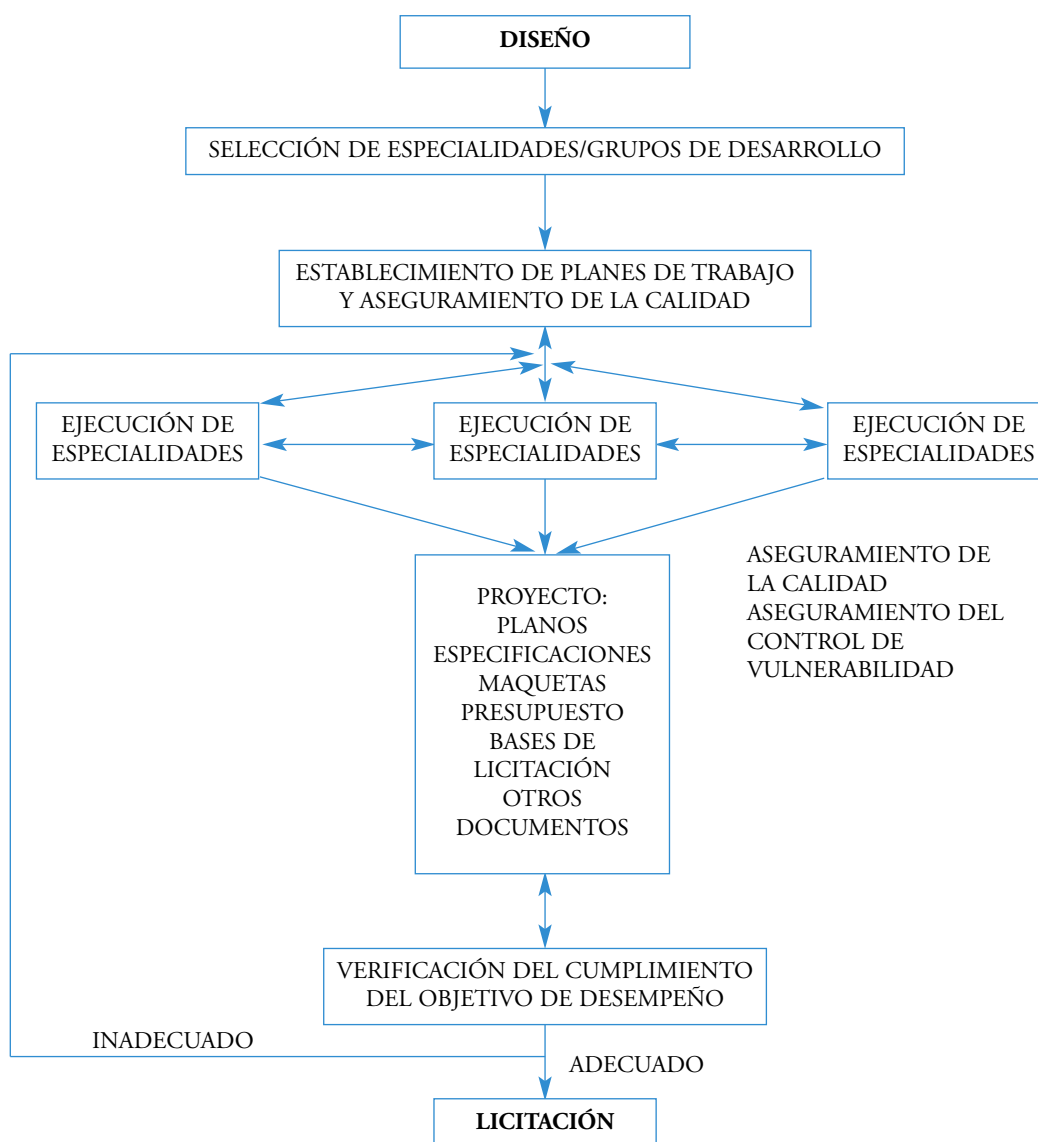 DISEÑO
SELECCIÓN DE ESPECIALIDADES/GRUPOS DE DESARROLLO
ESTABLECIMIENTO DE PLANES DE TRABAJO
Y ASEGURAMIENTO DE LA CALIDAD
EJECUCIÓN DE
ESPECIALIDADES
EJECUCIÓN DE
ESPECIALIDADES
EJECUCIÓN DE
ESPECIALIDADES
PROYECTO:
PLANOS
ESPECIFICACIONES
MAQUETAS
PRESUPUESTO
BASES DE
LICITACIÓN
OTROS
DOCUMENTOS
ASEGURAMIENTO DE
LA CALIDAD
ASEGURAMIENTO DEL
CONTROL DE
VULNERABILIDAD
VERIFICACIÓN DEL CUMPLIMIENTO
DEL OBJETIVO DE DESEMPEÑO
INADECUADO
ADECUADO
LICITACIÓN